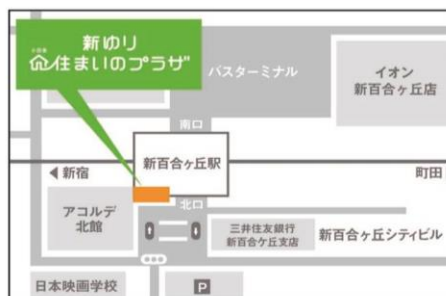 新ゆり
住まいのプラザ
バスターミナル
イオン
新百合ヶ丘店
南口
新百合ヶ丘駅
◀新宿
町田
北口
アコルデ
北館
三井住友銀行
新百合ケ丘支店
新百合ヶ丘シティビル
日本映画学校
P